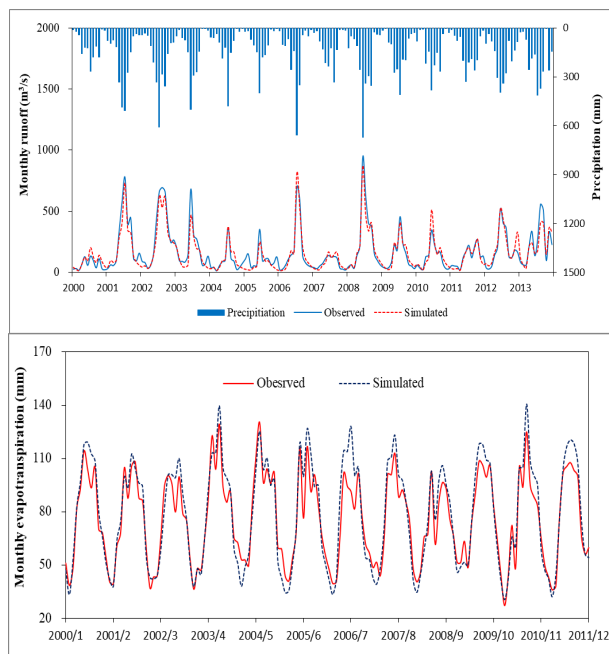 2000
1500
1000
500
0
Monthly runoff (m³/s)
0
300
600
900
1200
1500
Prccipitation (mm)
2000 2001 2002 2003 2004 2005 2006 2007 2008 2009 2010 2011 2012 2013
Precipitiation Observed Simulated
170
140
110
80
50
20
Monthly evapotranspiration (mm)
Obesrved Simulated
2000/1 2001/2 2002/3 2003/4 2004/5 2005/6 2006/7 2007/8 2008/9 2009/10 2010/11 2011/12